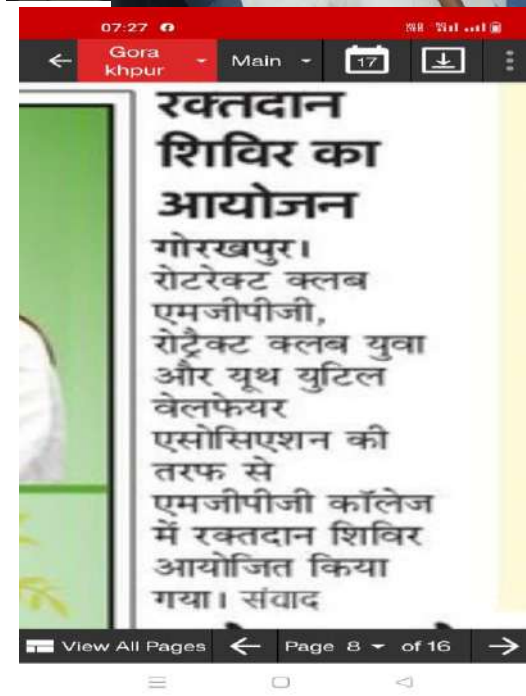 07:27
Gora
khpur
Main
17
रक्तदान
शिविर का
आयोजन
गोरखपुर।
रोटरेक्ट क्लब
एमजीपीजी,
रोट्रैक्ट क्लब युवा
और यूथ युटिल
वेलफेयर
एसोसिएशन की
तरफ से
एमजीपीजी कॉलेज
में रक्तदान शिविर
आयोजित किया
गया। संवाद
View All Pages
Page 8
of 16